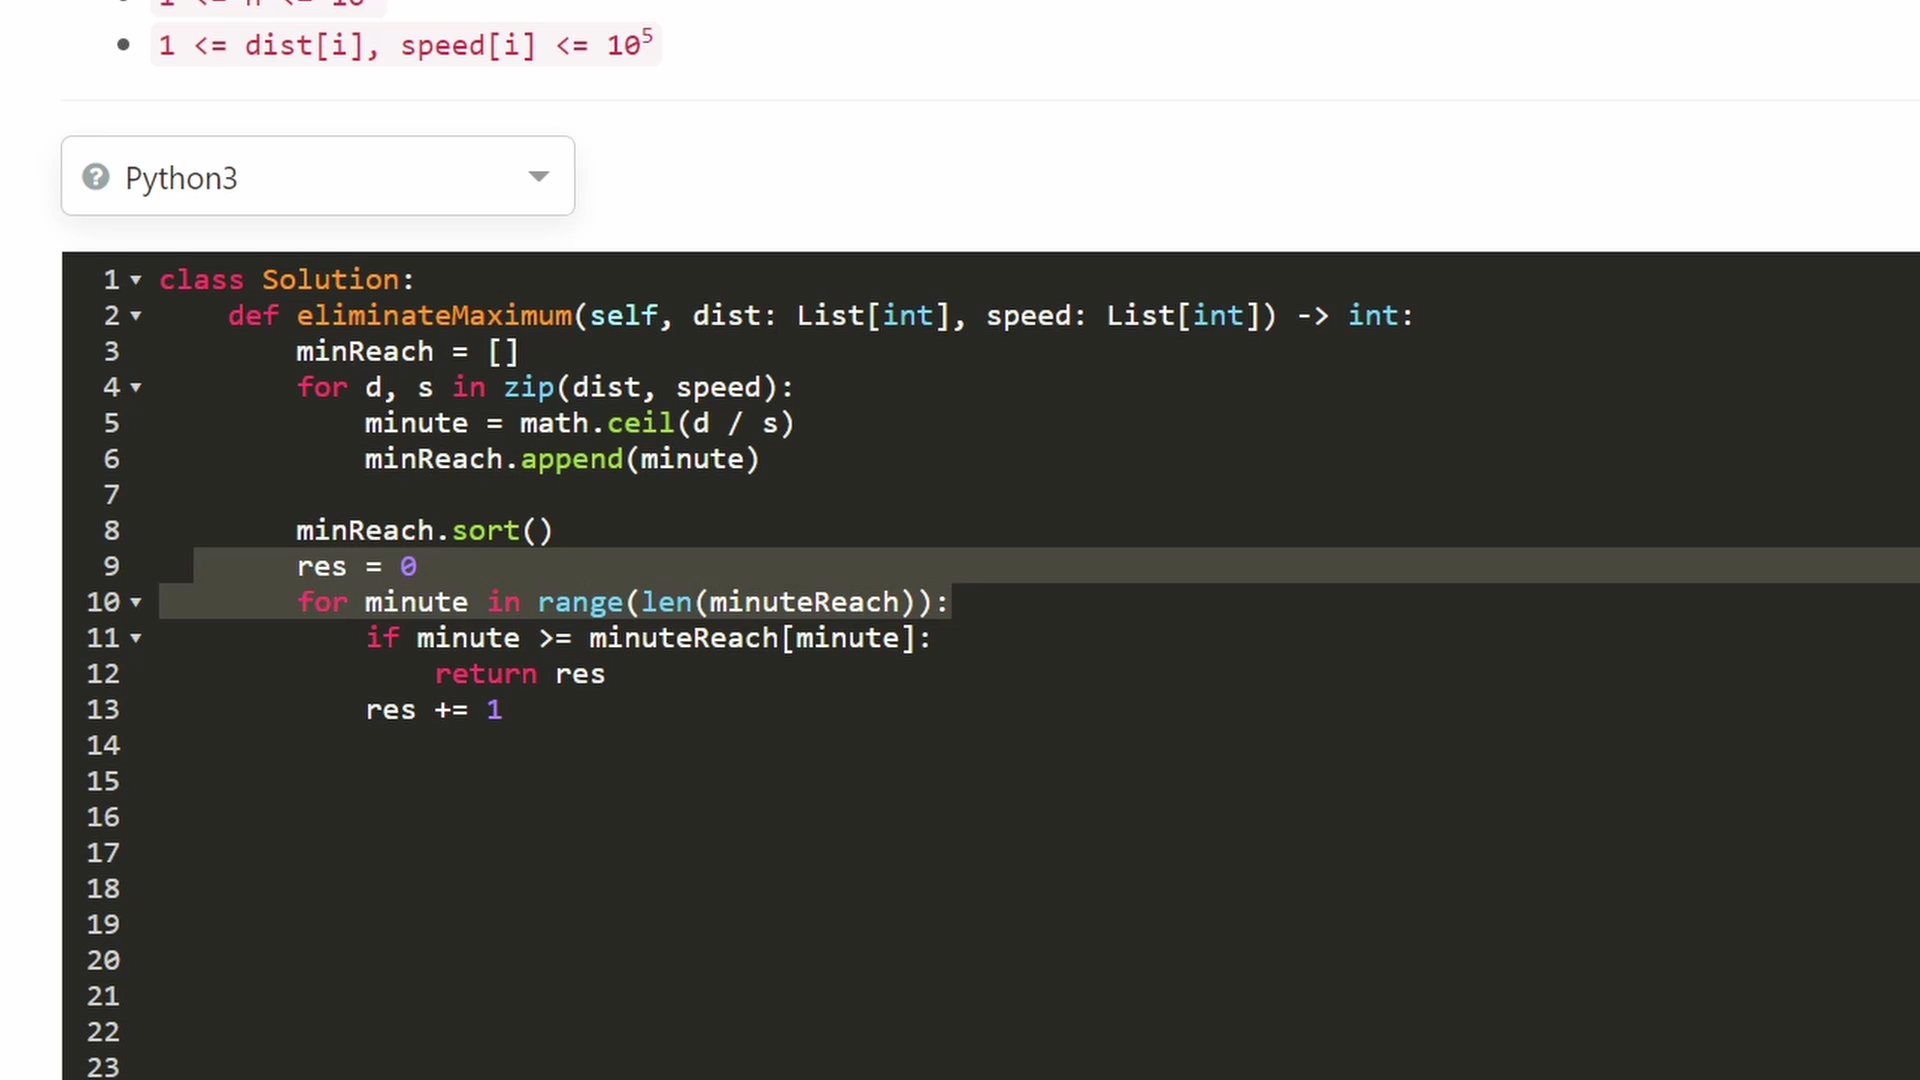 1 <= dist[i], speed[i] <= 10⁵
Python3
1 class Solution:
2     def eliminateMaximum(self, dist: List[int], speed: List[int]) -> int:
3         minReach = []
4         for d, s in zip(dist, speed):
5             minute = math.ceil(d / s)
6             minReach.append(minute)
7
8         minReach.sort()
9         res = 0
10         for minute in range(len(minuteReach)):
11             if minute >= minuteReach[minute]:
12                 return res
13             res += 1
14
15
16
17
18
19
20
21
22
23